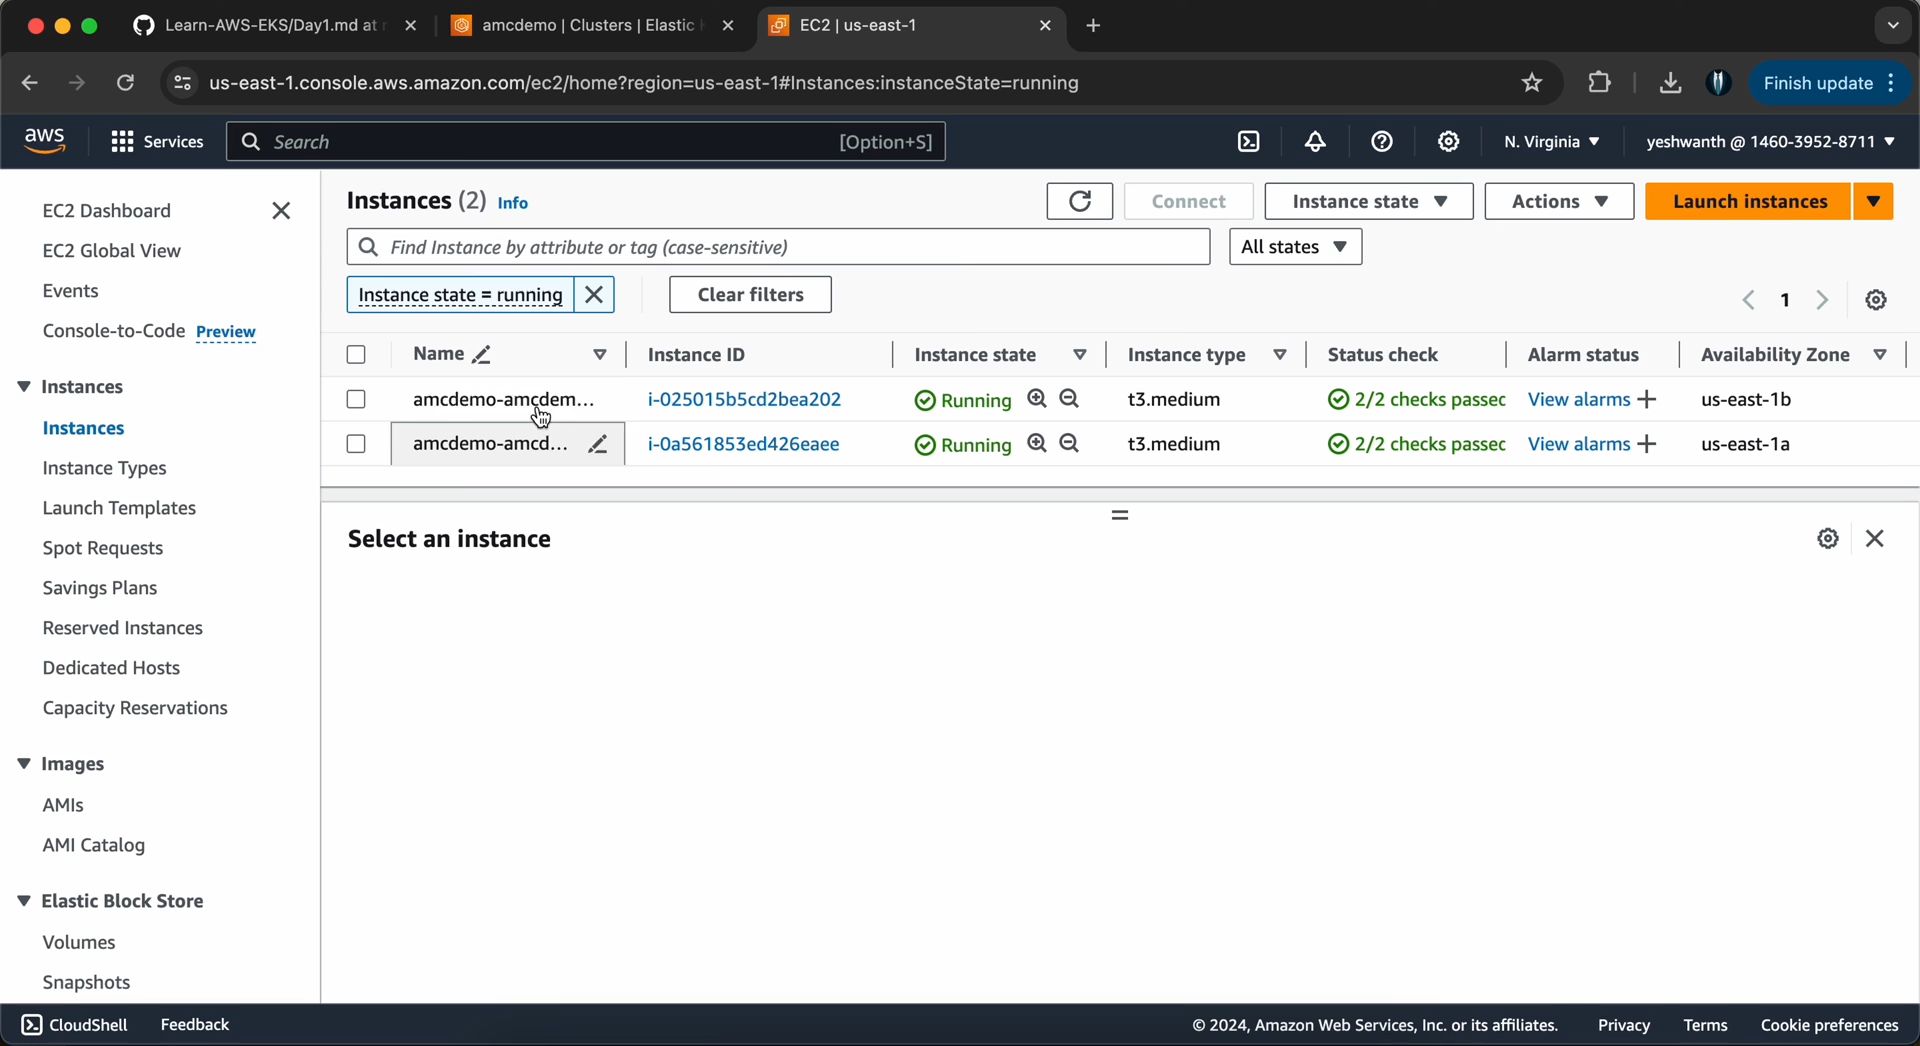 Learn-AWS-EKS/Day1.md at
amcdemo | Clusters | Elastic
EC2 | us-east-1
us-east-1.console.aws.amazon.com/ec2/home?region=us-east-1#Instances:instanceState=running
Finish update
aws
Services
Search
[Option+S]
N. Virginia
yeshwanth @ 1460-3952-8711
EC2 Dashboard
EC2 Global View
Events
Console-to-Code Preview
Instances
Instances
Instance Types
Launch Templates
Spot Requests
Savings Plans
Reserved Instances
Dedicated Hosts
Capacity Reservations
Images
AMIs
AMI Catalog
Elastic Block Store
Volumes
Snapshots
Instances (2) Info
Connect
Instance state
Actions
Launch instances
Find Instance by attribute or tag (case-sensitive)
All states
Instance state = running
Clear filters
1
Name Instance ID Instance state Instance type Status check Alarm status Availability Zone
amcdemo-amcdem... i-025015b5cd2bea202 Running t3.medium 2/2 checks passec View alarms + us-east-1b
amcdemo-amcd... i-0a561853ed426eaee Running t3.medium 2/2 checks passec View alarms + us-east-1a
Select an instance
CloudShell
Feedback
© 2024, Amazon Web Services, Inc. or its affiliates.
Privacy
Terms
Cookie preferences